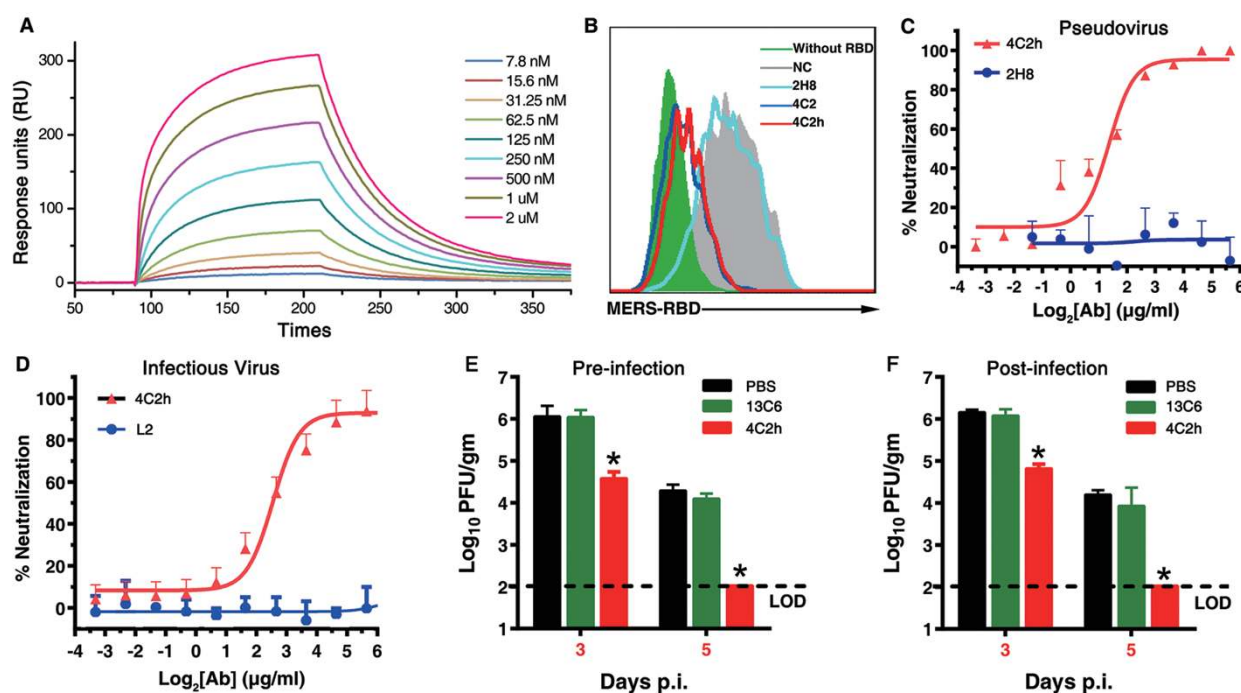 A
Response units (RU)
300
200
100
0
50
100
150
200
250
300
350
Times
7.8 nM
15.6 nM
31.25 nM
62.5 nM
125 nM
250 nM
500 nM
1 uM
2 uM
B
Without RBD
NC
2H8
4C2
4C2h
MERS-RBD
C
Pseudovirus
4C2h
2H8
% Neutralization
100
80
60
40
20
0
-4 -3 -2 -1 0 1 2 3 4 5 6
Log2[Ab] (µg/ml)
D
Infectious Virus
4C2h
L2
% Neutralization
100
80
60
40
20
0
-4 -3 -2 -1 0 1 2 3 4 5 6
Log2[Ab] (µg/ml)
E
Pre-infection
PBS
13C6
4C2h
Log10 PFU/gm
7
6
5
4
3
2
1
*
*
LOD
3 5
Days p.i.
F
Post-infection
PBS
13C6
4C2h
Log10 PFU/gm
7
6
5
4
3
2
1
*
*
LOD
3 5
Days p.i.